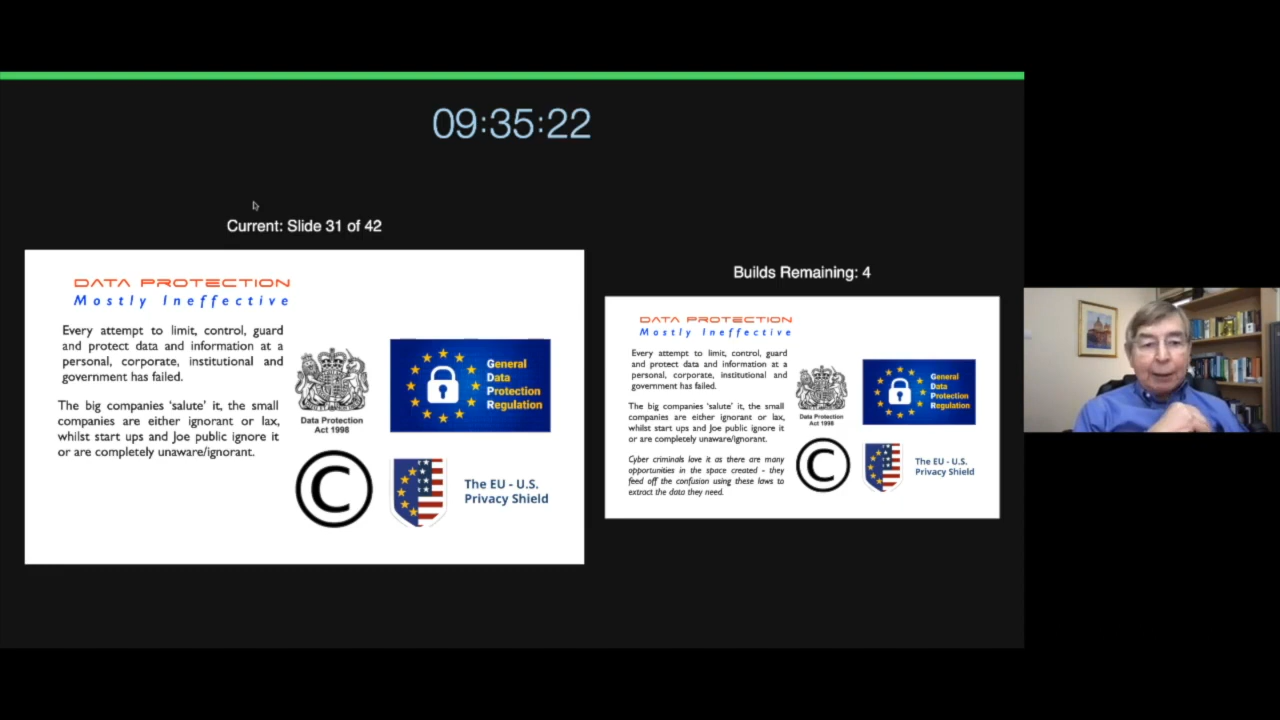 09:35:22
Current: Slide 31 of 42
DATA PROTECTION
Mostly Ineffective
Every attempt to limit, control, guard
and protect data and information at a
personal, corporate, institutional and
government has failed.
The big companies ‘salute’ it, the small
companies are either ignorant or lax,
whilst start ups and Joe public ignore it
or are completely unaware/ignorant.
Data Protection
Act 1998
General
Data
Protection
Regulation
C
The EU - U.S.
Privacy Shield
Builds Remaining: 4
DATA PROTECTION
Mostly Ineffective
Every attempt to limit, control, guard
and protect data and information at a
personal, corporate, institutional and
government has failed.
The big companies ‘salute’ it, the small
companies are either ignorant or lax,
whilst start ups and Joe public ignore it
or are completely unaware/ignorant.
Cyber criminals love it as there are many
opportunities in the space created - they
feed off the confusion using these laws to
extract the data they need.
Data Protection
Act 1998
General
Data
Protection
Regulation
C
The EU - U.S.
Privacy Shield